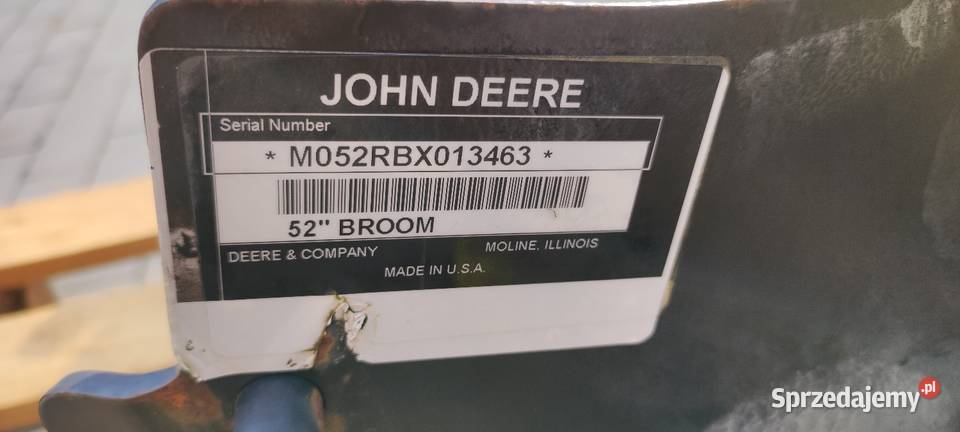 JOHN DEERE
Serial Number
* M052RBX013463 *
52" BROOM
DEERE & COMPANY MOLINE, ILLINOIS
MADE IN U.S.A.
Sprzedajemy.pl